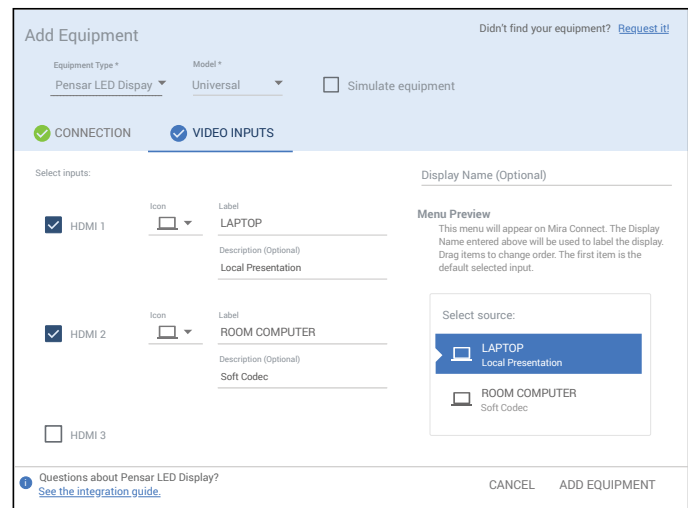 Add Equipment
Didn't find your equipment? Request it!
Equipment Type *
Model *
Pensar LED Dispay
Universal
Simulate equipment
CONNECTION
VIDEO INPUTS
Select inputs:
Display Name (Optional)
Icon
Label
HDMI 1
LAPTOP
Description (Optional)
Local Presentation
Menu Preview
This menu will appear on Mira Connect. The Display
Name entered above will be used to label the display.
Drag items to change order. The first item is the
default selected input.
Icon
Label
HDMI 2
ROOM COMPUTER
Description (Optional)
Soft Codec
Select source:
LAPTOP
Local Presentation
ROOM COMPUTER
Soft Codec
HDMI 3
i
Questions about Pensar LED Display?
See the integration guide.
CANCEL
ADD EQUIPMENT